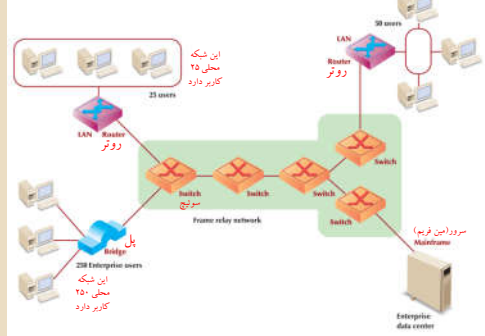 50 users
LAN
Router
روتر
این شبکه
محلی ۲۵
کاربر دارد
25 users
LAN Router
روتر
Switch
سوئیچ
Switch
Switch
Switch
Switch
Frame relay network
پل
Bridge
250 Enterprise users
این شبکه
محلی ۲۵۰
کاربر دارد
سرور(مین فریم)
Mainframe
Enterprise
data center